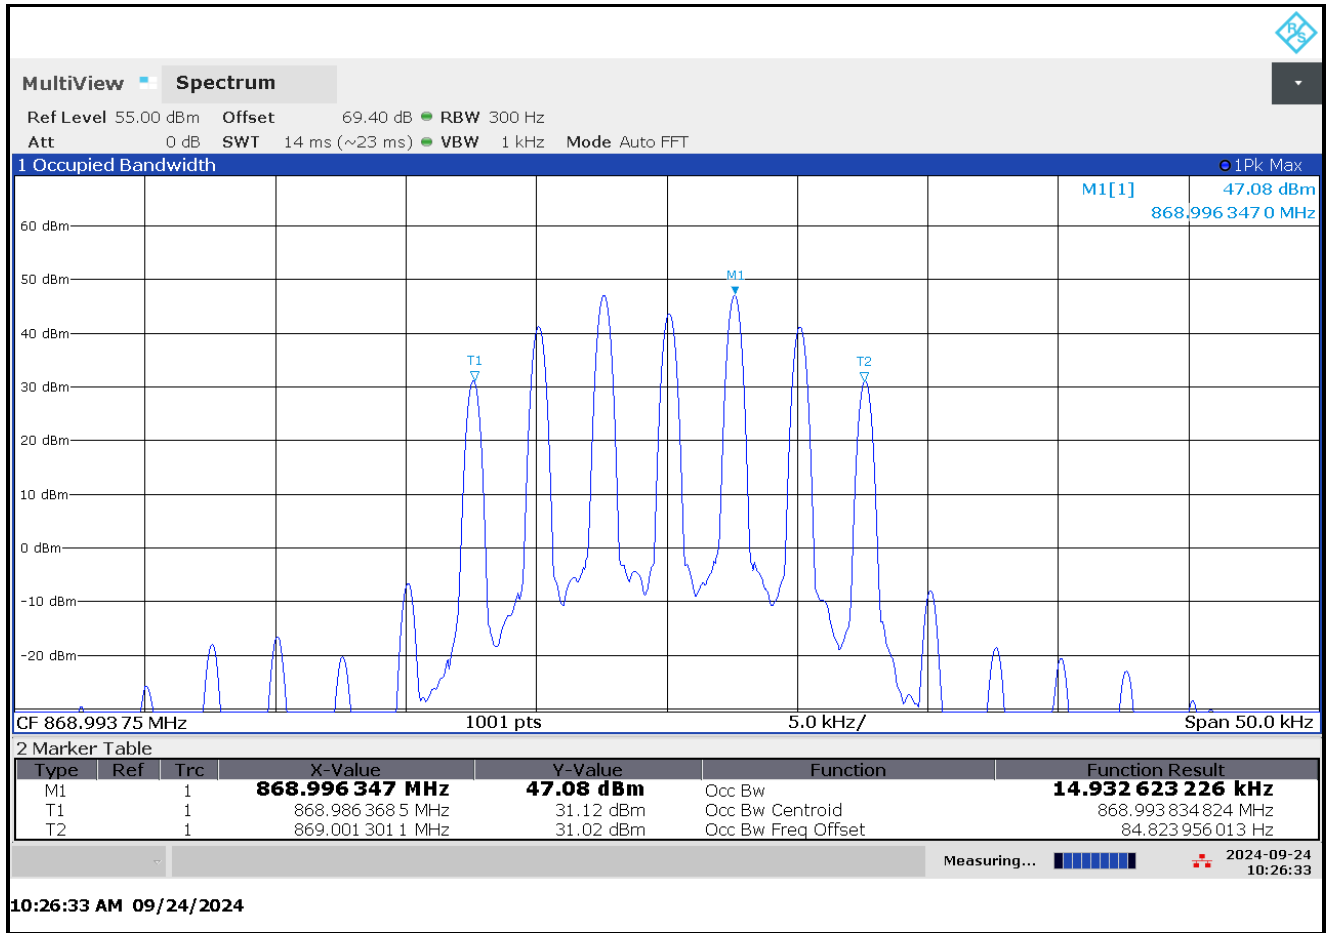 R S
MultiView Spectrum
Ref Level 55.00 dBm Offset 69.40 dB RBW 300 Hz
Att 0 dB SWT 14 ms (~23 ms) VBW 1 kHz Mode Auto FFT
1 Occupied Bandwidth 1Pk Max
M1[1] 47.08 dBm
868.996 347 0 MHz
60 dBm
50 dBm
M1
40 dBm
T1
T2
30 dBm
20 dBm
10 dBm
0 dBm
-10 dBm
-20 dBm
CF 868.993 75 MHz 1001 pts 5.0 kHz/ Span 50.0 kHz
2 Marker Table
Type Ref Trc X-Value Y-Value Function Function Result
M1 1 868.996 347 MHz 47.08 dBm Occ Bw 14.932 623 226 kHz
T1 1 868.986 368 5 MHz 31.12 dBm Occ Bw Centroid 868.993 834 824 MHz
T2 1 869.001 301 1 MHz 31.02 dBm Occ Bw Freq Offset 84.823 956 013 Hz
Measuring... 2024-09-24
10:26:33
10:26:33 AM 09/24/2024